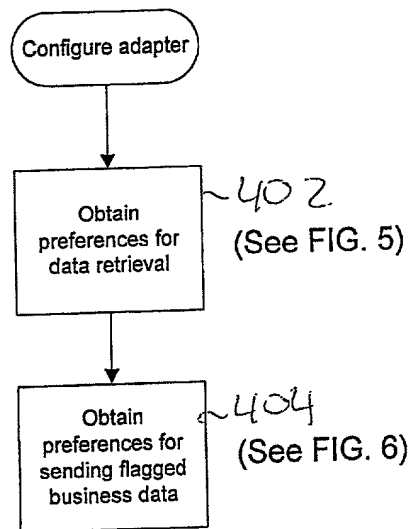 Configure adapter
Obtain
preferences for
data retrieval
402
(See FIG. 5)
Obtain
preferences for
sending flagged
business data
404
(See FIG. 6)